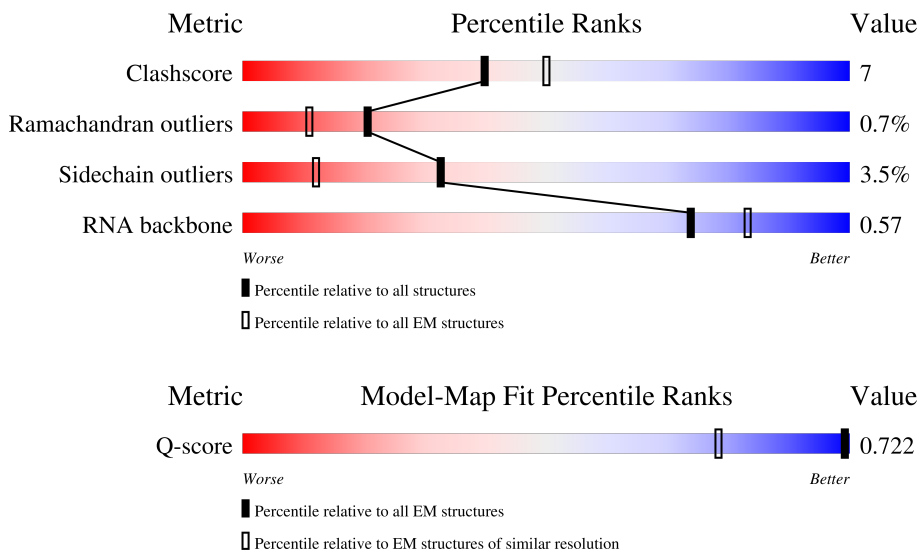 Metric Percentile Ranks Value
Clashscore 7
Ramachandran outliers 0.7%
Sidechain outliers 3.5%
RNA backbone 0.57
Worse Better
Percentile relative to all structures
Percentile relative to all EM structures
Metric Model-Map Fit Percentile Ranks Value
Q-score 0.722
Worse Better
Percentile relative to all EM structures
Percentile relative to EM structures of similar resolution